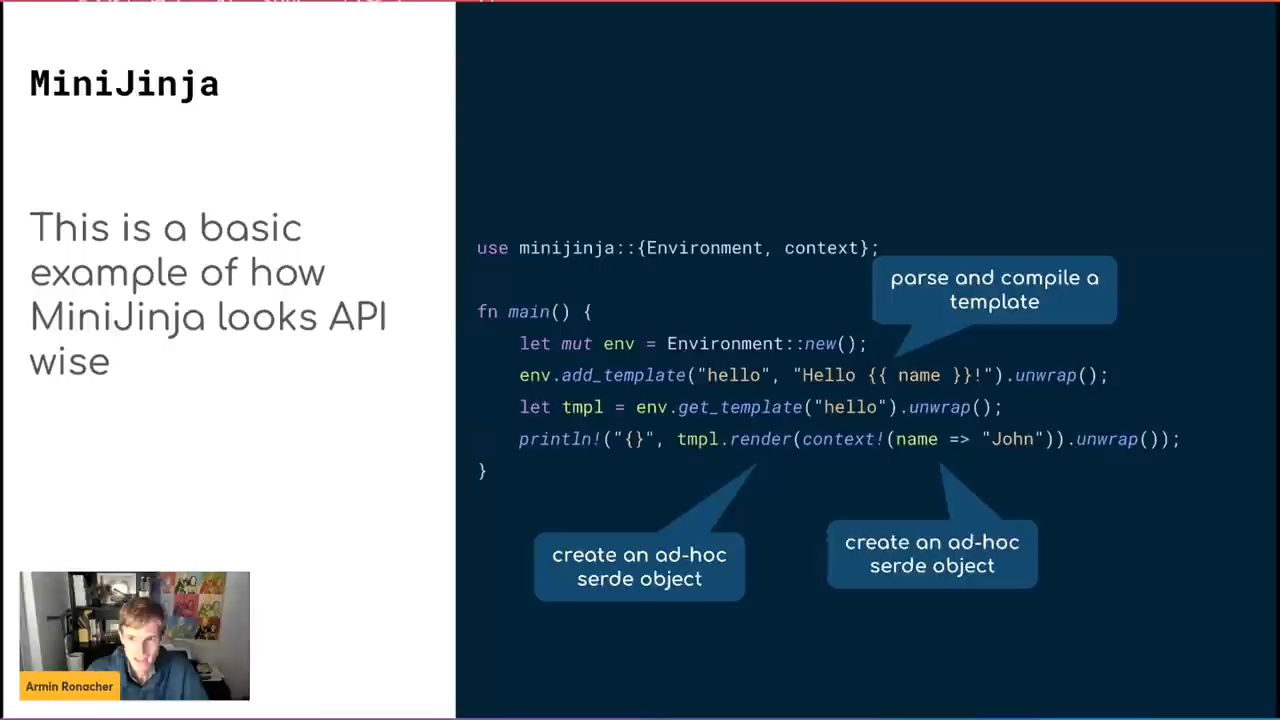 MiniJinja
This is a basic
example of how
MiniJinja looks API
wise
use minijinja::{Environment, context};
fn main() {
let mut env = Environment::new();
env.add_template("hello", "Hello {{ name }}!").unwrap();
let tmpl = env.get_template("hello").unwrap();
println!("{}", tmpl.render(context!(name => "John")).unwrap());
}
parse and compile a
template
create an ad-hoc
serde object
create an ad-hoc
serde object
Armin Ronacher